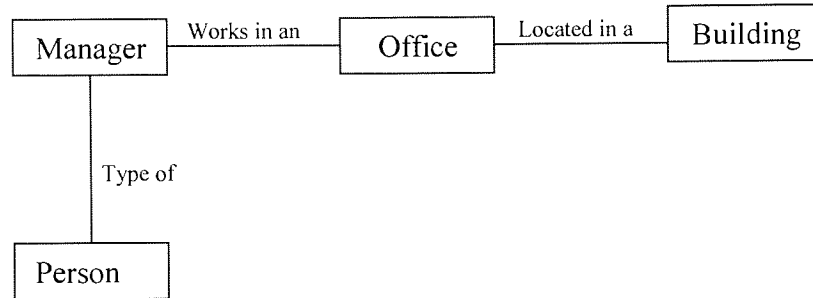 Manager
Works in an
Office
Located in a
Building
Type of
Person